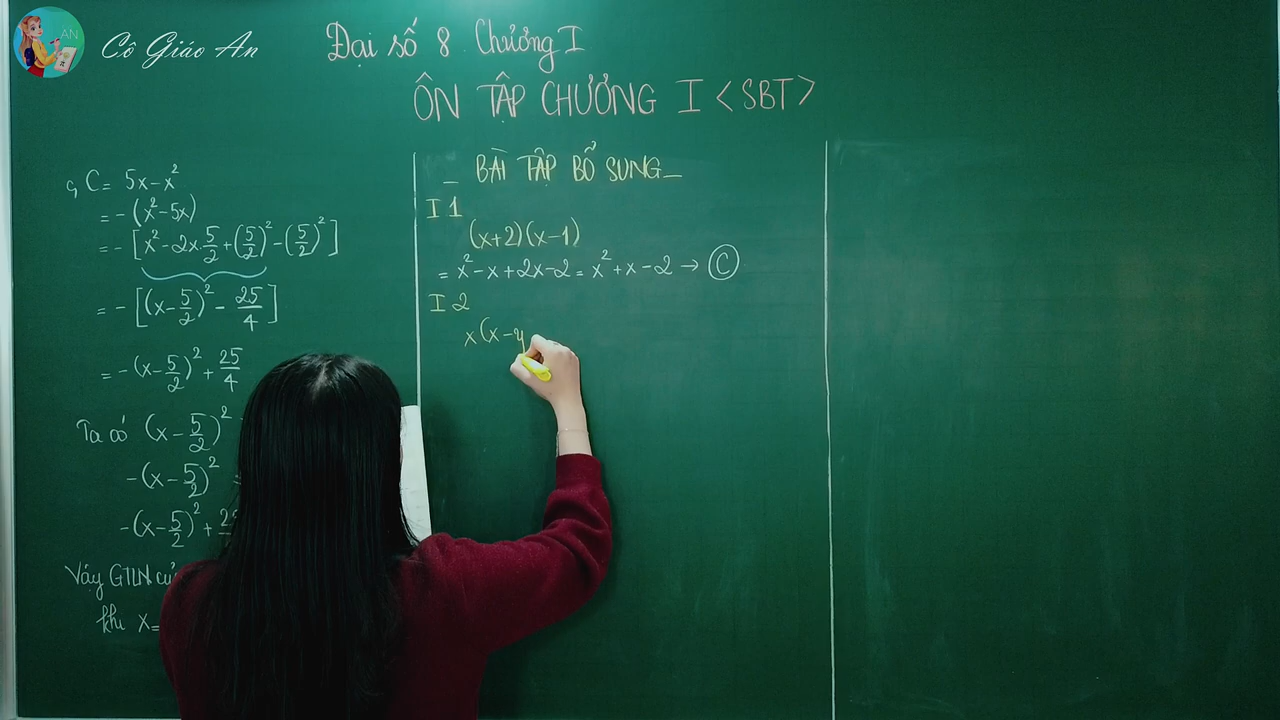 AN
Cô Giáo An
Đại số 8 Chương I
ÔN TẬP CHƯƠNG I <SBT>
c, C = 5x - x²
= -(x² - 5x)
= -[x² - 2x.5/2 + (5/2)² - (5/2)²]
= -[(x - 5/2)² - 25/4]
= -(x - 5/2)² + 25/4
Ta có (x - 5/2)²
-(x - 5/2)²
-(x - 5/2)² +
Vậy GTLN của
khi x =
_ BÀI TẬP BỔ SUNG _
I 1
(x+2)(x-1)
= x² - x + 2x - 2 = x² + x - 2 → C
I 2
x(x-y